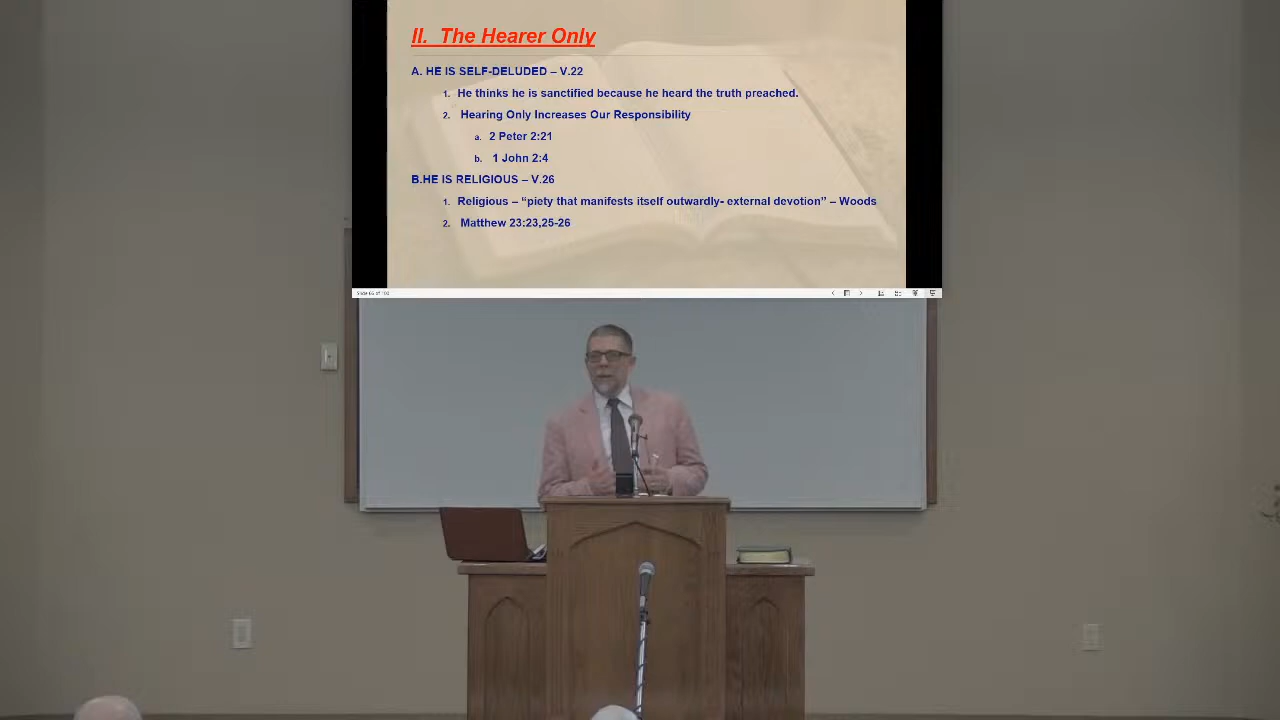 II. The Hearer Only
A. HE IS SELF-DELUDED – V.22
1. He thinks he is sanctified because he heard the truth preached.
2. Hearing Only Increases Our Responsibility
a. 2 Peter 2:21
b. 1 John 2:4
B.HE IS RELIGIOUS – V.26
1. Religious – “piety that manifests itself outwardly- external devotion” – Woods
2. Matthew 23:23,25-26